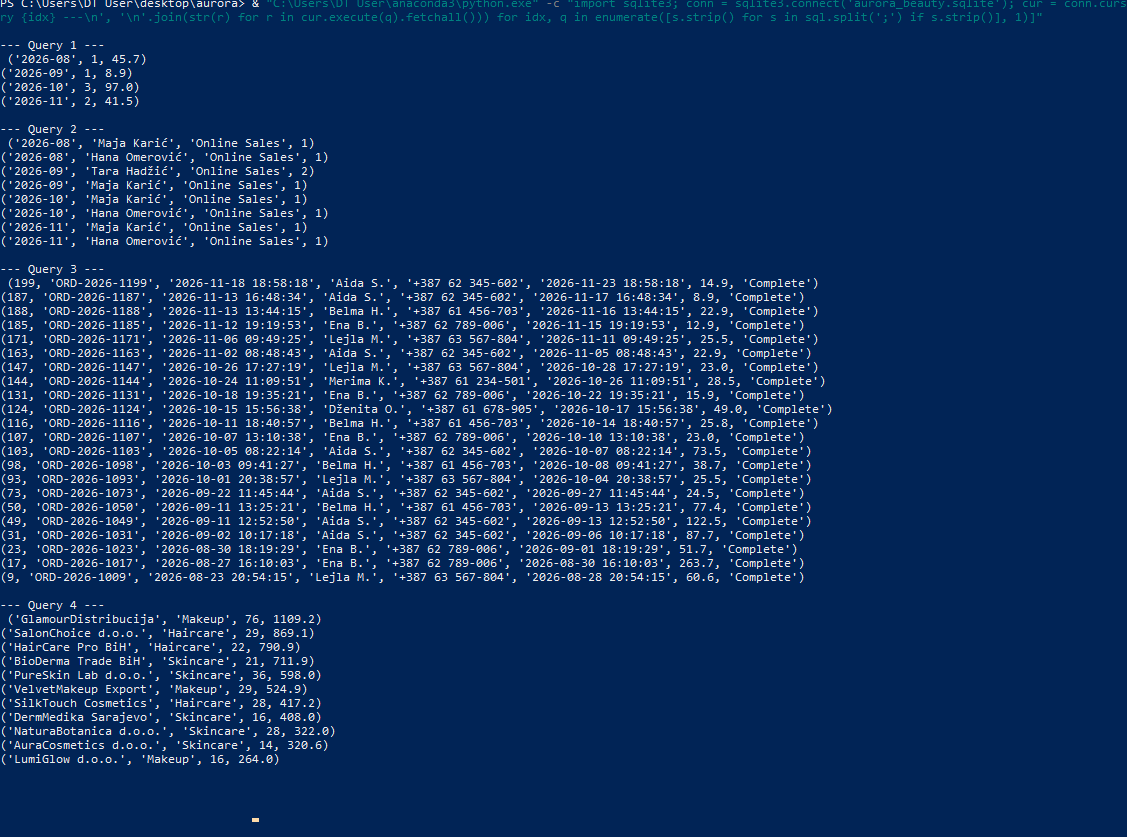 PS C:\Users\DT User\desktop\aurora> & "C:\Users\DT User\anaconda3\python.exe" -c "import sqlite3; conn = sqlite3.connect('aurora_beauty.sqlite'); cur = conn.curs
ry {idx} ---\n', '\n'.join(str(r) for r in cur.execute(q).fetchall())) for idx, q in enumerate([s.strip() for s in sql.split(';') if s.strip()], 1)]"
--- Query 1 ---
('2026-08', 1, 45.7)
('2026-09', 1, 8.9)
('2026-10', 3, 97.0)
('2026-11', 2, 41.5)
--- Query 2 ---
('2026-08', 'Maja Karić', 'Online Sales', 1)
('2026-08', 'Hana Omerović', 'Online Sales', 1)
('2026-09', 'Tara Hadžić', 'Online Sales', 2)
('2026-09', 'Maja Karić', 'Online Sales', 1)
('2026-10', 'Maja Karić', 'Online Sales', 1)
('2026-10', 'Hana Omerović', 'Online Sales', 1)
('2026-11', 'Maja Karić', 'Online Sales', 1)
('2026-11', 'Hana Omerović', 'Online Sales', 1)
--- Query 3 ---
(199, 'ORD-2026-1199', '2026-11-18 18:58:18', 'Aida S.', '+387 62 345-602', '2026-11-23 18:58:18', 14.9, 'Complete')
(187, 'ORD-2026-1187', '2026-11-13 16:48:34', 'Aida S.', '+387 62 345-602', '2026-11-17 16:48:34', 8.9, 'Complete')
(188, 'ORD-2026-1188', '2026-11-13 13:44:15', 'Belma H.', '+387 61 456-703', '2026-11-16 13:44:15', 22.9, 'Complete')
(185, 'ORD-2026-1185', '2026-11-12 19:19:53', 'Ena B.', '+387 62 789-006', '2026-11-15 19:19:53', 12.9, 'Complete')
(171, 'ORD-2026-1171', '2026-11-06 09:49:25', 'Lejla M.', '+387 63 567-804', '2026-11-11 09:49:25', 25.5, 'Complete')
(163, 'ORD-2026-1163', '2026-11-02 08:48:43', 'Aida S.', '+387 62 345-602', '2026-11-05 08:48:43', 22.9, 'Complete')
(147, 'ORD-2026-1147', '2026-10-26 17:27:19', 'Lejla M.', '+387 63 567-804', '2026-10-28 17:27:19', 23.0, 'Complete')
(144, 'ORD-2026-1144', '2026-10-24 11:09:51', 'Merima K.', '+387 61 234-501', '2026-10-26 11:09:51', 28.5, 'Complete')
(131, 'ORD-2026-1131', '2026-10-18 19:35:21', 'Ena B.', '+387 62 789-006', '2026-10-22 19:35:21', 15.9, 'Complete')
(124, 'ORD-2026-1124', '2026-10-15 15:56:38', 'Dženita O.', '+387 61 678-905', '2026-10-17 15:56:38', 49.0, 'Complete')
(116, 'ORD-2026-1116', '2026-10-11 18:40:57', 'Belma H.', '+387 61 456-703', '2026-10-14 18:40:57', 25.8, 'Complete')
(107, 'ORD-2026-1107', '2026-10-07 13:10:38', 'Ena B.', '+387 62 789-006', '2026-10-10 13:10:38', 23.0, 'Complete')
(103, 'ORD-2026-1103', '2026-10-05 08:22:14', 'Aida S.', '+387 62 345-602', '2026-10-07 08:22:14', 73.5, 'Complete')
(98, 'ORD-2026-1098', '2026-10-03 09:41:27', 'Belma H.', '+387 61 456-703', '2026-10-08 09:41:27', 38.7, 'Complete')
(93, 'ORD-2026-1093', '2026-10-01 20:38:57', 'Lejla M.', '+387 63 567-804', '2026-10-04 20:38:57', 25.5, 'Complete')
(73, 'ORD-2026-1073', '2026-09-22 11:45:44', 'Aida S.', '+387 62 345-602', '2026-09-27 11:45:44', 24.5, 'Complete')
(50, 'ORD-2026-1050', '2026-09-11 13:25:21', 'Belma H.', '+387 61 456-703', '2026-09-13 13:25:21', 77.4, 'Complete')
(49, 'ORD-2026-1049', '2026-09-11 12:52:50', 'Aida S.', '+387 62 345-602', '2026-09-13 12:52:50', 122.5, 'Complete')
(31, 'ORD-2026-1031', '2026-09-02 10:17:18', 'Aida S.', '+387 62 345-602', '2026-09-06 10:17:18', 87.7, 'Complete')
(23, 'ORD-2026-1023', '2026-08-30 18:19:29', 'Ena B.', '+387 62 789-006', '2026-09-01 18:19:29', 51.7, 'Complete')
(17, 'ORD-2026-1017', '2026-08-27 16:10:03', 'Ena B.', '+387 62 789-006', '2026-08-30 16:10:03', 263.7, 'Complete')
(9, 'ORD-2026-1009', '2026-08-23 20:54:15', 'Lejla M.', '+387 63 567-804', '2026-08-28 20:54:15', 60.6, 'Complete')
--- Query 4 ---
('GlamourDistribucija', 'Makeup', 76, 1109.2)
('SalonChoice d.o.o.', 'Haircare', 29, 869.1)
('HairCare Pro BiH', 'Haircare', 22, 790.9)
('BioDerma Trade BiH', 'Skincare', 21, 711.9)
('PureSkin Lab d.o.o.', 'Skincare', 36, 598.0)
('VelvetMakeup Export', 'Makeup', 29, 524.9)
('SilkTouch Cosmetics', 'Haircare', 28, 417.2)
('DermMedika Sarajevo', 'Skincare', 16, 408.0)
('NaturaBotanica d.o.o.', 'Skincare', 28, 322.0)
('AuraCosmetics d.o.o.', 'Skincare', 14, 320.6)
('LumiGlow d.o.o.', 'Makeup', 16, 264.0)